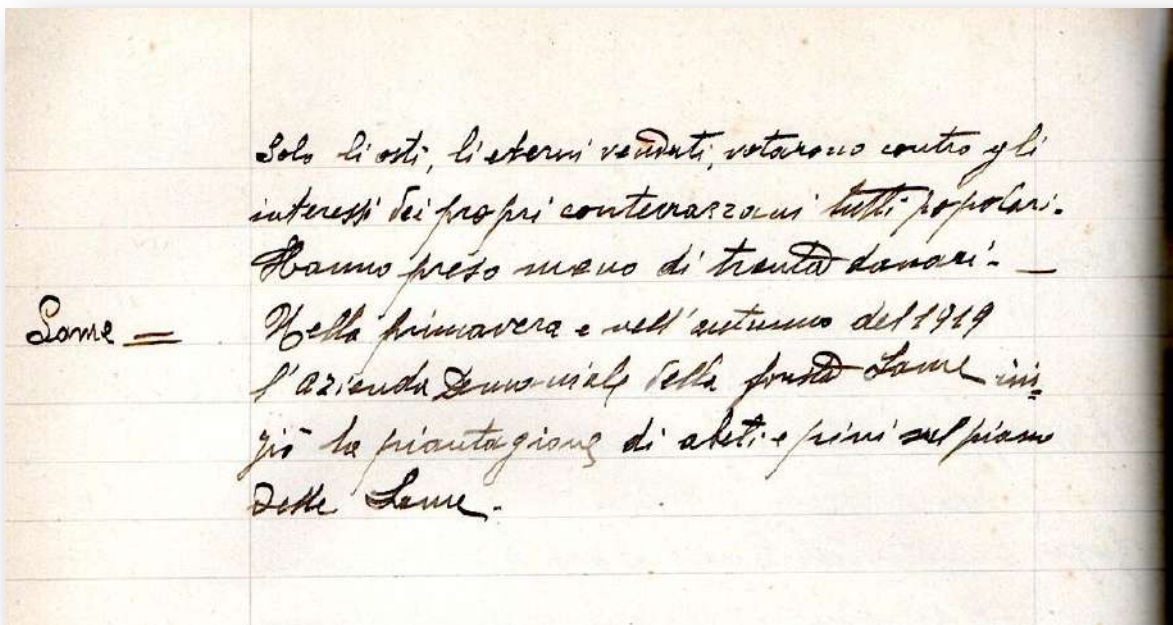 Solo li osti, li eterni venduti, votarono contro gli
interessi dei propri conterrazzani tutti popolari.
Hanno preso meno di trenta danari. —
Lame = Nella primavera e nell'autunno del 1919
l'azienda Demaniale della foresta Lame ini=
ziò la piantagione di abeti e pini sul piano
delle Lame.